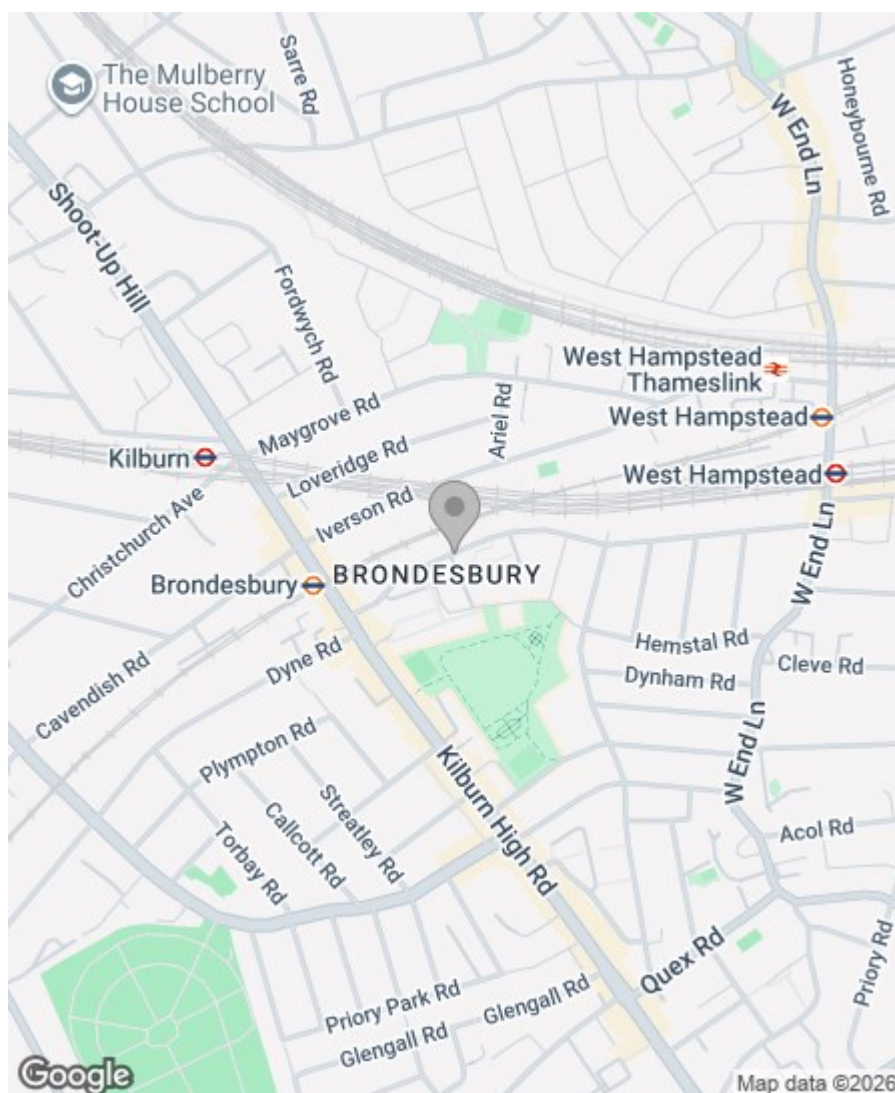 The Mulberry
House School
Sarre Rd
W End Ln
Honeybourne Rd
Shoot-Up Hill
Fordwych Rd
West Hampstead
Thameslink
Maygrove Rd
Ariel Rd
West Hampstead
Kilburn
Loveridge Rd
West Hampstead
Christchurch Ave
Iverson Rd
W End Ln
Brondesbury
BRONDESBURY
Hemstal Rd
Cleve Rd
Dyne Rd
Dynham Rd
Cavendish Rd
Plympton Rd
W End Ln
Kilburn High Rd
Streatley Rd
Callcott Rd
Torbay Rd
Acol Rd
Quex Rd
Priory Rd
Priory Park Rd
Glengall Rd
Glengall Rd
Google
Map data ©2026